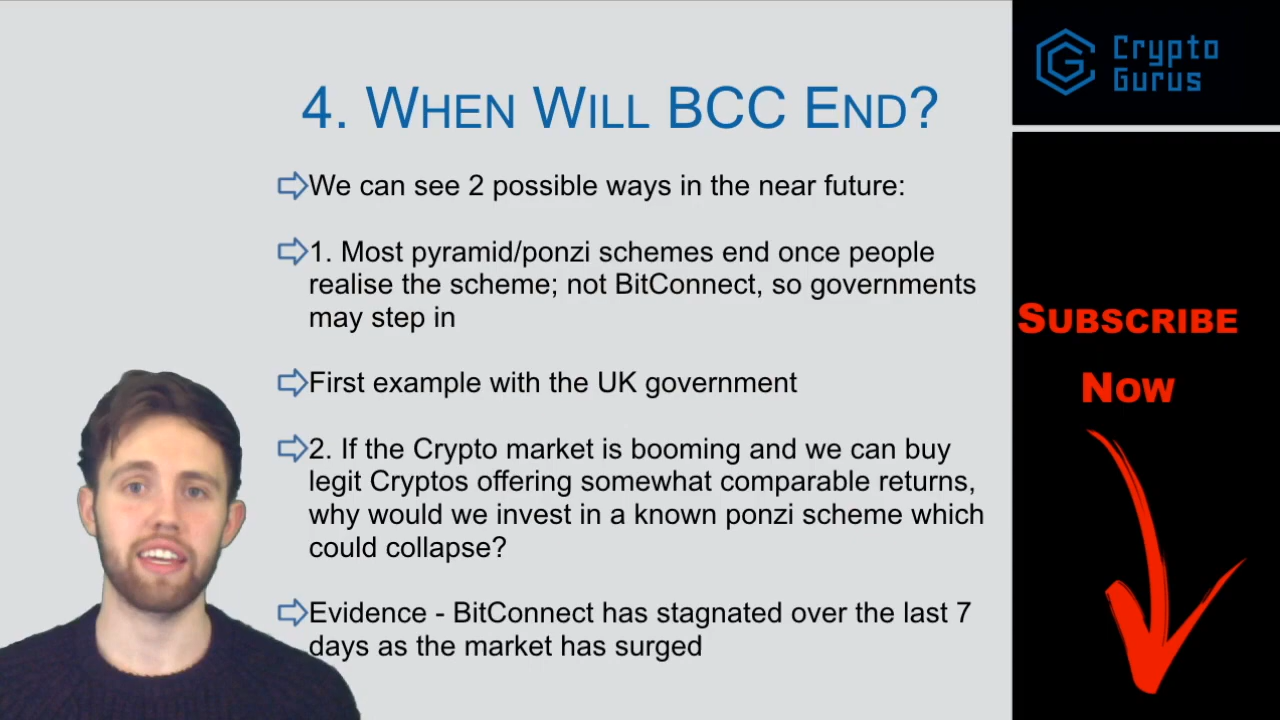 4. WHEN WILL BCC END?
We can see 2 possible ways in the near future:
1. Most pyramid/ponzi schemes end once people
realise the scheme; not BitConnect, so governments
may step in
First example with the UK government
2. If the Crypto market is booming and we can buy
legit Cryptos offering somewhat comparable returns,
why would we invest in a known ponzi scheme which
could collapse?
Evidence - BitConnect has stagnated over the last 7
days as the market has surged
Crypto
Gurus
SUBSCRIBE
NOW